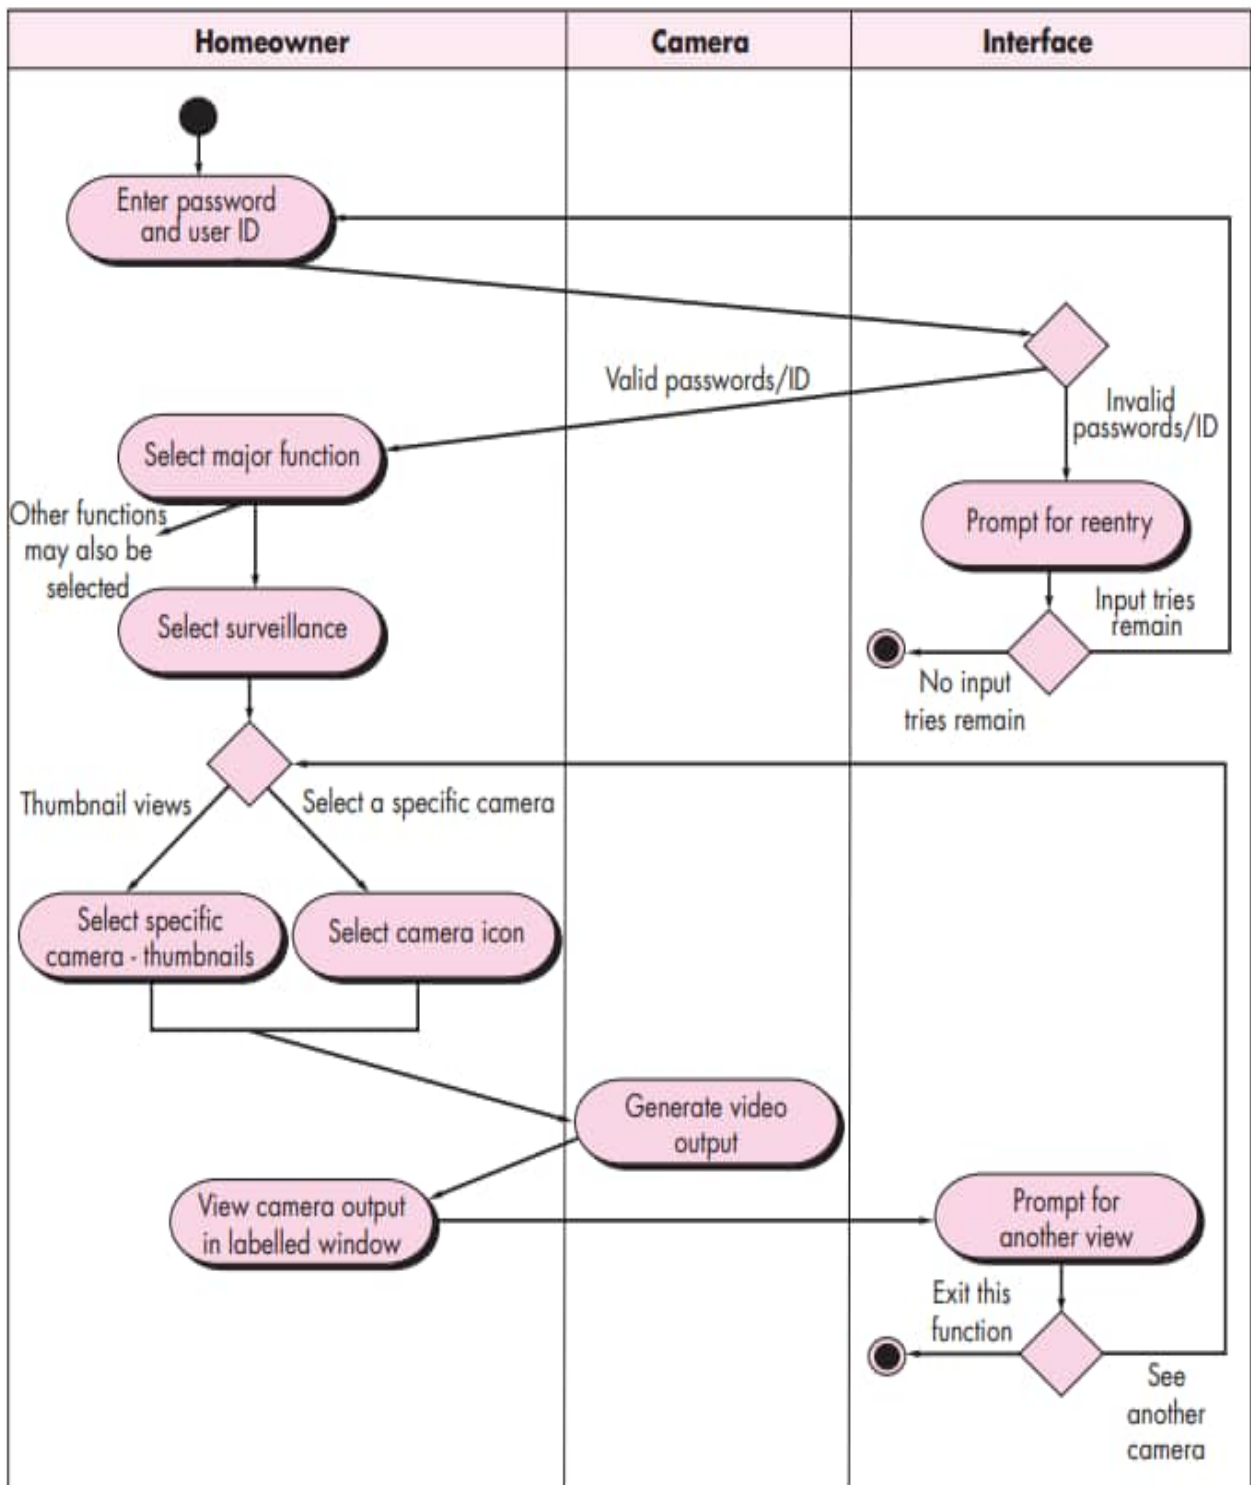 Homeowner
Camera
Interface
Enter password
and user ID
Valid passwords/ID
Invalid
passwords/ID
Select major function
Prompt for reentry
Other functions
may also be
selected
Input tries
remain
Select surveillance
No input
tries remain
Thumbnail views
Select a specific camera
Select specific
camera - thumbnails
Select camera icon
Generate video
output
View camera output
in labelled window
Prompt for
another view
Exit this
function
See
another
camera